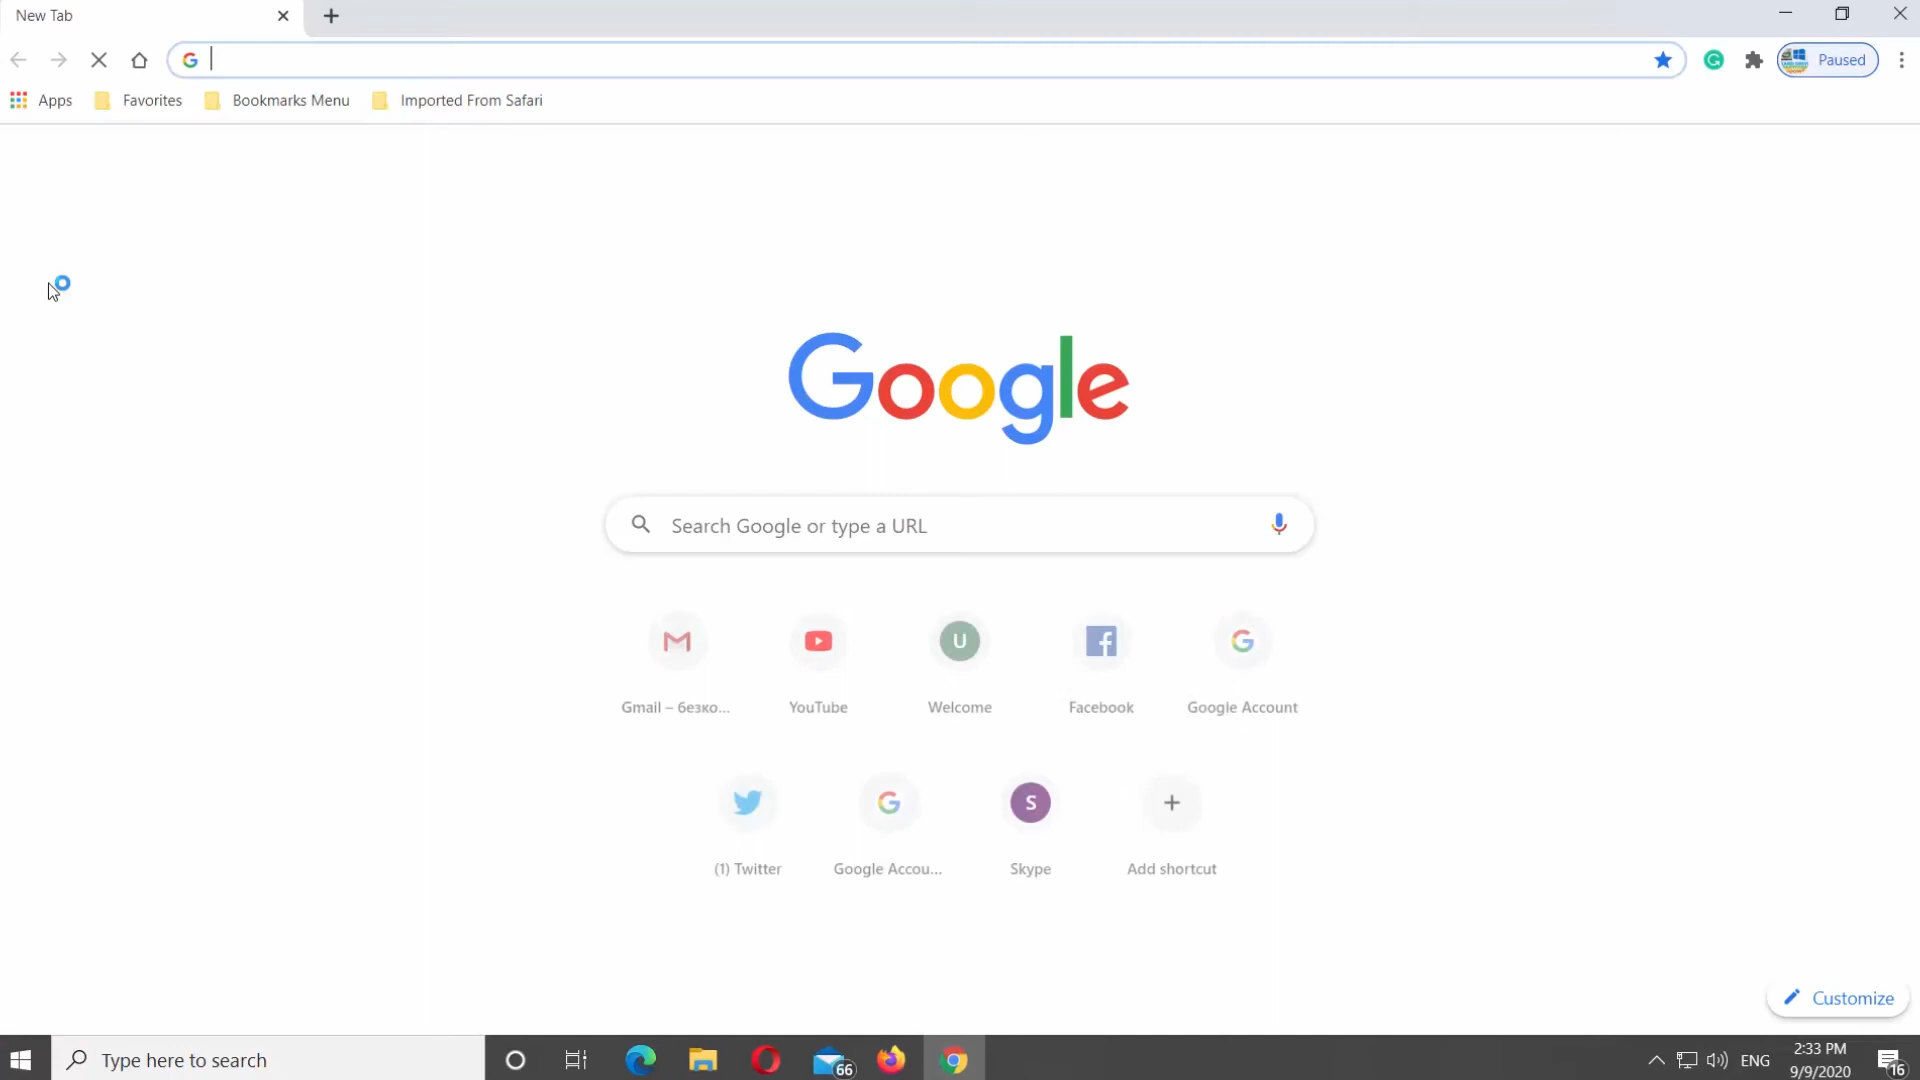 New Tab
Paused
Apps Favorites Bookmarks Menu Imported From Safari
Google
Search Google or type a URL
Gmail – безко... YouTube Welcome Facebook Google Account
U
(1) Twitter Google Accou... Skype Add shortcut
S
Customize
Type here to search
66
ENG
2:33 PM
9/9/2020
16